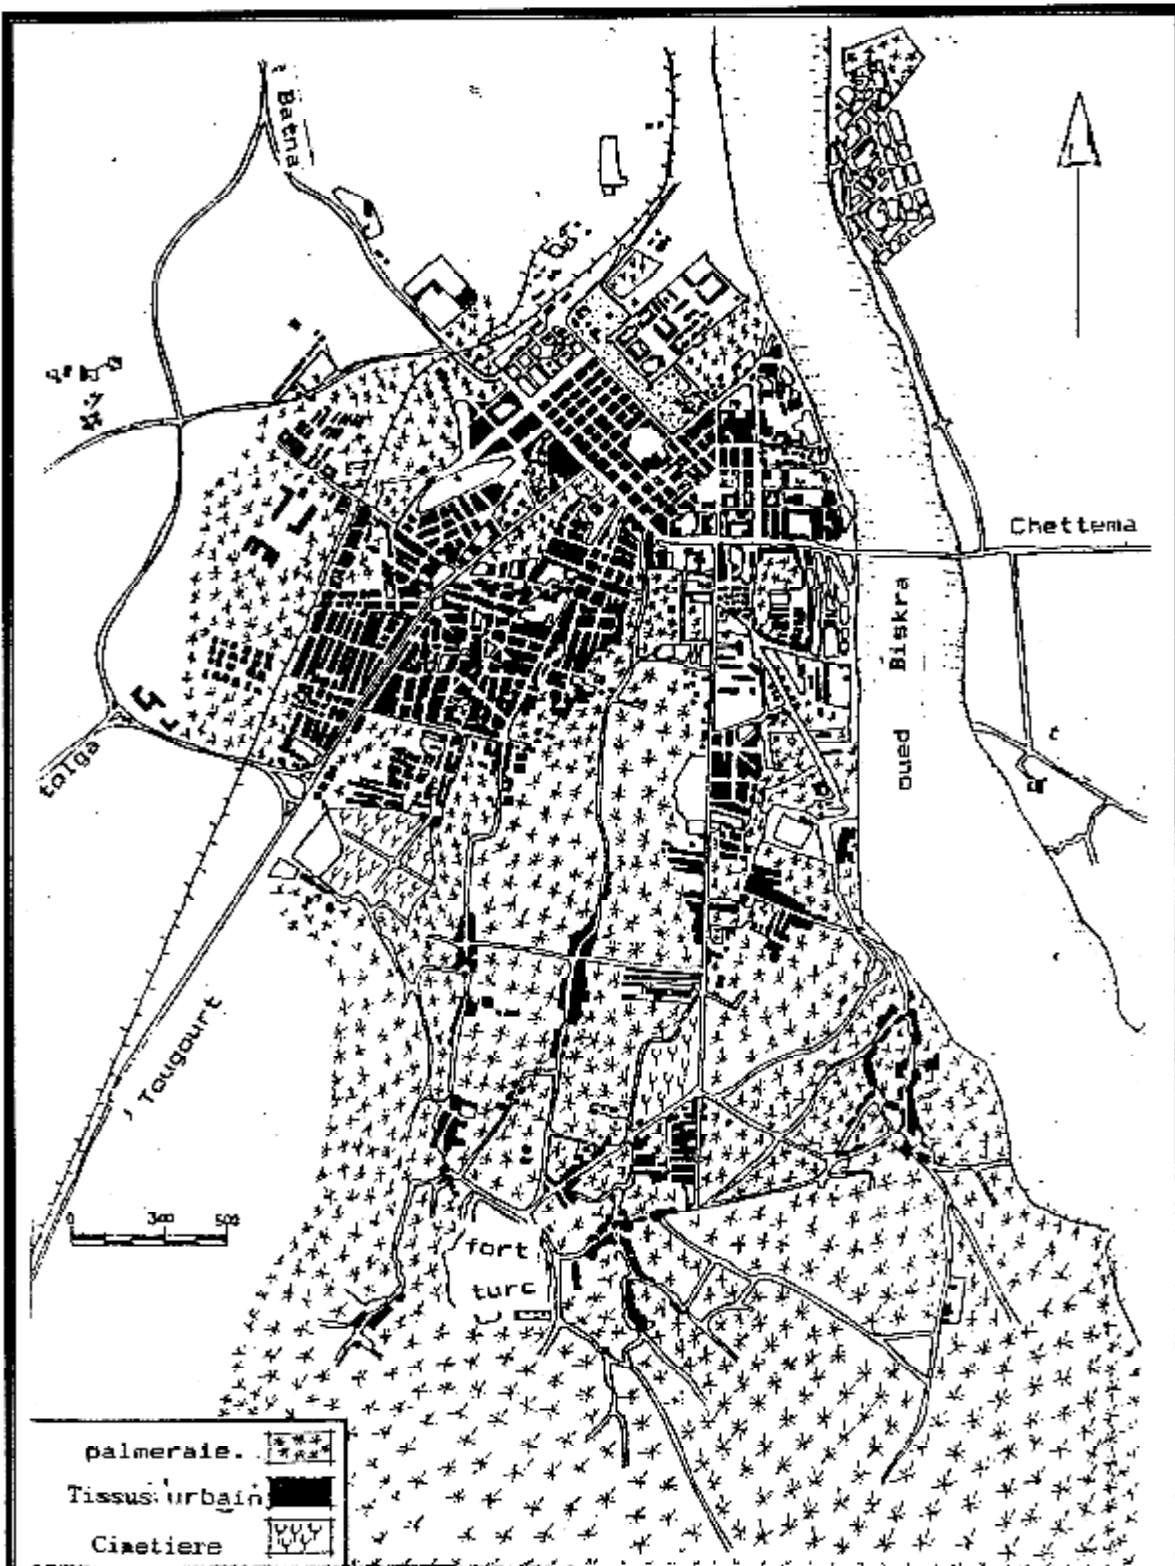 Batna
Chettema
oued Biskra
tolga
Tougourt
0 300 500
fort
turc
palmeraie.
Tissus urbain
Cimetiere